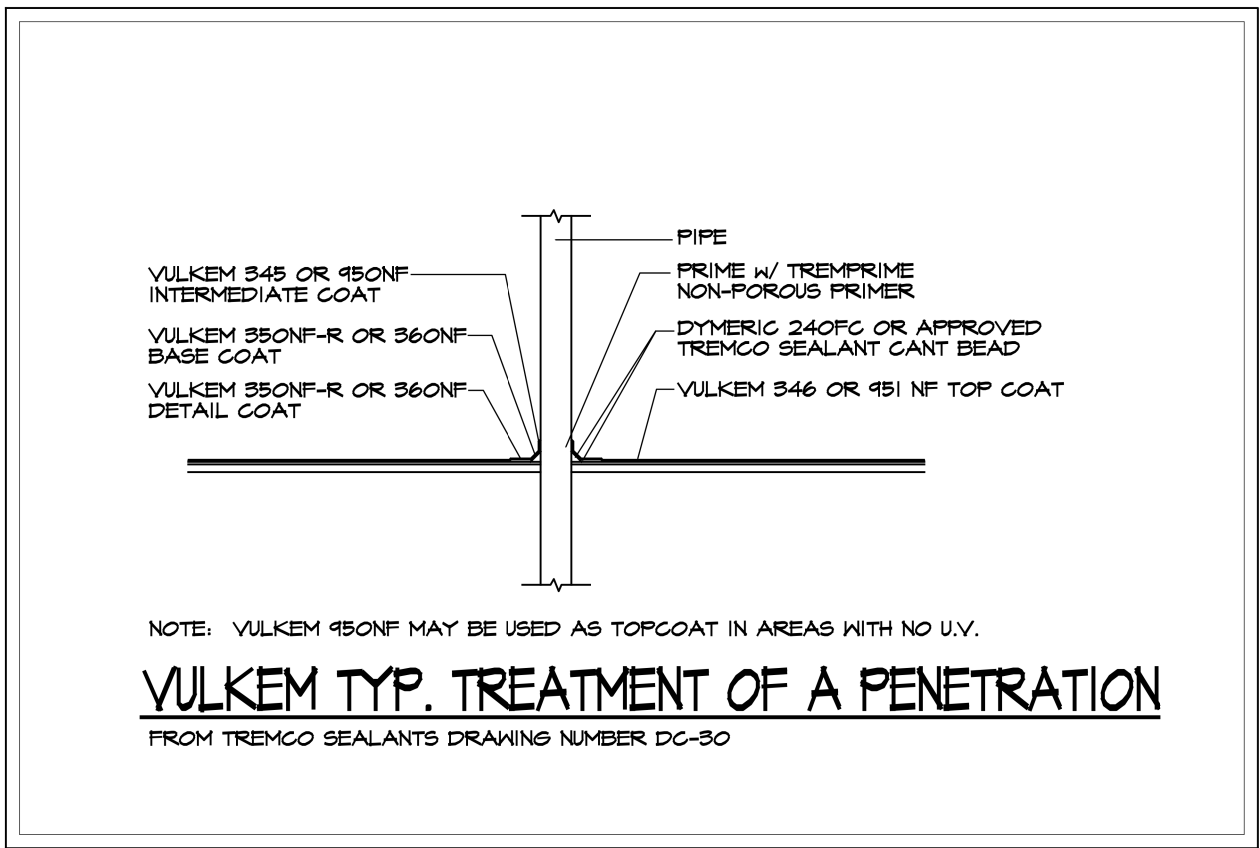 PIPE
VULKEM 345 OR 950NF
INTERMEDIATE COAT
PRIME W/ TREMPRIME
NON-POROUS PRIMER
VULKEM 350NF-R OR 360NF
BASE COAT
DYMERIC 240FC OR APPROVED
TREMCO SEALANT CANT BEAD
VULKEM 350NF-R OR 360NF
DETAIL COAT
VULKEM 346 OR 951 NF TOP COAT
NOTE: VULKEM 950NF MAY BE USED AS TOPCOAT IN AREAS WITH NO U.V.
VULKEM TYP. TREATMENT OF A PENETRATION
FROM TREMCO SEALANTS DRAWING NUMBER DC-30